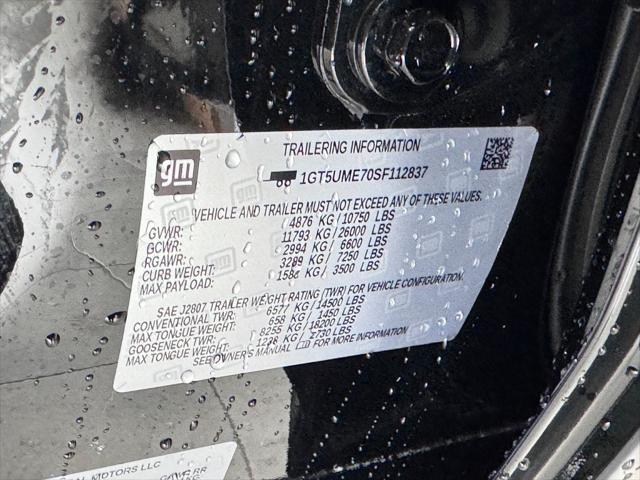 gm
TRAILERING INFORMATION
1GT5UME70SF112837
VEHICLE AND TRAILER MUST NOT EXCEED ANY OF THESE VALUES.
GVWR: 4876 KG / 10750 LBS
GCWR: 11793 KG / 26000 LBS
RGAWR: 2994 KG / 6600 LBS
CURB WEIGHT: 3289 KG / 7250 LBS
MAX PAYLOAD: 1588 KG / 3500 LBS
SAE J2807 TRAILER WEIGHT RATING (TWR) FOR VEHICLE CONFIGURATION.
CONVENTIONAL TWR: 6577 KG / 14500 LBS
MAX TONGUE WEIGHT: 658 KG / 1450 LBS
GOOSENECK TWR: 8255 KG / 18200 LBS
MAX TONGUE WEIGHT: 1238 KG / 2730 LBS
SEE OWNER'S MANUAL FOR MORE INFORMATION
MOTORS LLC
GAWR RR